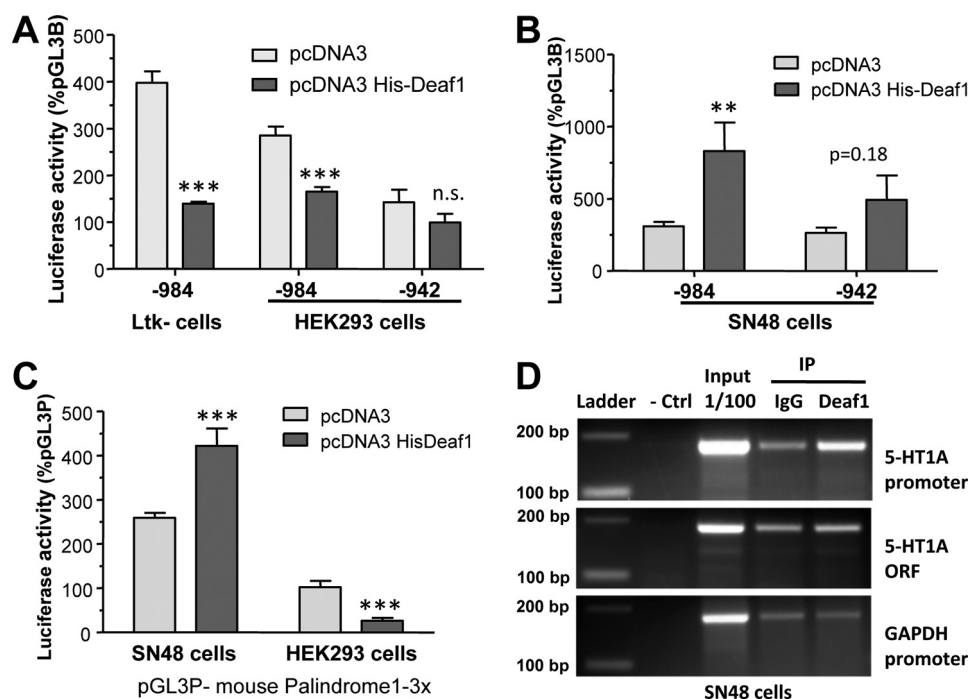 A
Luciferase activity (%pGL3B)
500
400
300
200
100
0
pcDNA3
pcDNA3 His-Deaf1
***
***
n.s.
-984
-984
-942
Ltk- cells
HEK293 cells
B
Luciferase activity (%pGL3B)
1500
1000
500
0
pcDNA3
pcDNA3 His-Deaf1
**
p=0.18
-984
-942
SN48 cells
C
Luciferase activity (%pGL3P)
500
400
300
200
100
0
pcDNA3
pcDNA3 HisDeaf1
***
***
SN48 cells
HEK293 cells
pGL3P- mouse Palindrome1-3x
D
Ladder
- Ctrl
Input
1/100
IP
IgG
Deaf1
200 bp
100 bp
5-HT1A
promoter
200 bp
100 bp
5-HT1A
ORF
200 bp
100 bp
GAPDH
promoter
SN48 cells